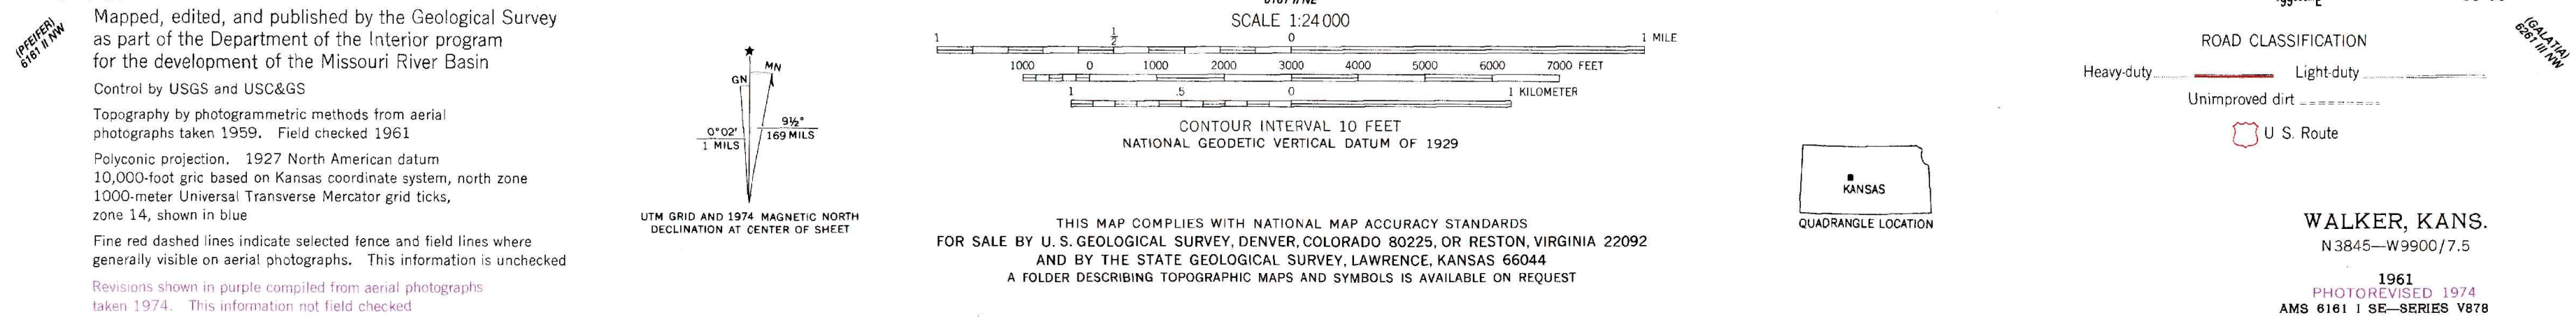 (PFEIFER)
6161 II NW
Mapped, edited, and published by the Geological Survey
as part of the Department of the Interior program
for the development of the Missouri River Basin
Control by USGS and USC&GS
Topography by photogrammetric methods from aerial
photographs taken 1959. Field checked 1961
Polyconic projection. 1927 North American datum
10,000-foot gric based on Kansas coordinate system, north zone
1000-meter Universal Transverse Mercator grid ticks,
zone 14, shown in blue
Fine red dashed lines indicate selected fence and field lines where
generally visible on aerial photographs. This information is unchecked
Revisions shown in purple compiled from aerial photographs
taken 1974. This information not field checked
GN
MN
0°02'
1 MILS
9½°
169 MILS
UTM GRID AND 1974 MAGNETIC NORTH
DECLINATION AT CENTER OF SHEET
SCALE 1:24 000
1 ½ 0 1 MILE
1000 0 1000 2000 3000 4000 5000 6000 7000 FEET
1 .5 0 1 KILOMETER
CONTOUR INTERVAL 10 FEET
NATIONAL GEODETIC VERTICAL DATUM OF 1929
THIS MAP COMPLIES WITH NATIONAL MAP ACCURACY STANDARDS
FOR SALE BY U. S. GEOLOGICAL SURVEY, DENVER, COLORADO 80225, OR RESTON, VIRGINIA 22092
AND BY THE STATE GEOLOGICAL SURVEY, LAWRENCE, KANSAS 66044
A FOLDER DESCRIBING TOPOGRAPHIC MAPS AND SYMBOLS IS AVAILABLE ON REQUEST
KANSAS
QUADRANGLE LOCATION
ROAD CLASSIFICATION
Heavy-duty Light-duty
Unimproved dirt
U S. Route
(GALATIA)
6261 III NW
WALKER, KANS.
N3845—W9900/7.5
1961
PHOTOREVISED 1974
AMS 6161 I SE—SERIES V878